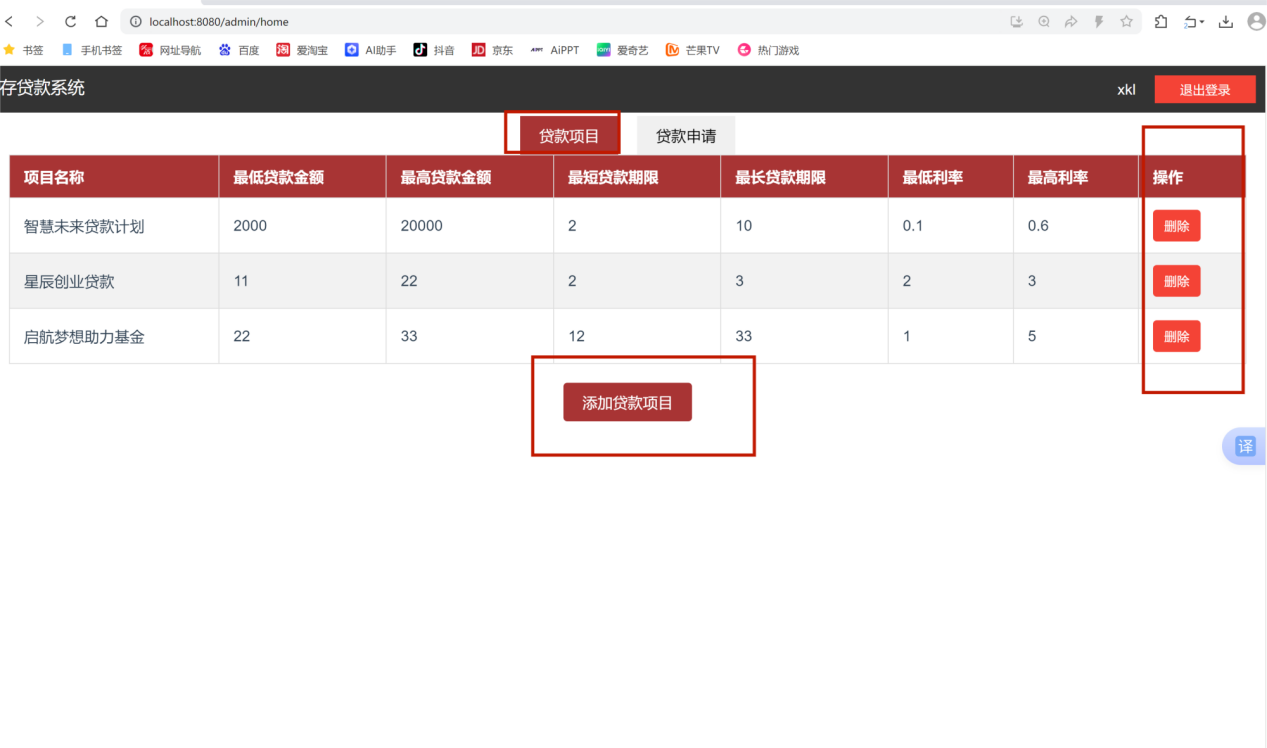 localhost:8080/admin/home
书签 手机书签 网址导航 百度 爱淘宝 AI助手 抖音 京东 AiPPT 爱奇艺 芒果TV 热门游戏
存贷款系统 xkl 退出登录
贷款项目 贷款申请
项目名称 最低贷款金额 最高贷款金额 最短贷款期限 最长贷款期限 最低利率 最高利率 操作
智慧未来贷款计划 2000 20000 2 10 0.1 0.6 删除
星辰创业贷款 11 22 2 3 2 3 删除
启航梦想助力基金 22 33 12 33 1 5 删除
添加贷款项目
译